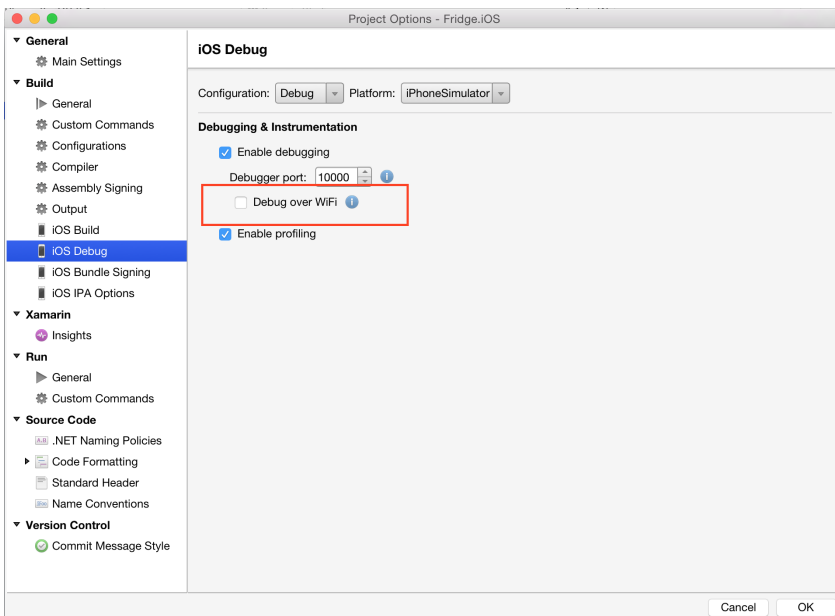 Project Options - Fridge.iOS
General
Main Settings
Build
General
Custom Commands
Configurations
Compiler
Assembly Signing
Output
iOS Build
iOS Debug
iOS Bundle Signing
iOS IPA Options
Xamarin
Insights
Run
General
Custom Commands
Source Code
.NET Naming Policies
Code Formatting
Standard Header
Name Conventions
Version Control
Commit Message Style
iOS Debug
Configuration: Debug Platform: iPhoneSimulator
Debugging & Instrumentation
Enable debugging
Debugger port: 10000
Debug over WiFi
Enable profiling
Cancel OK